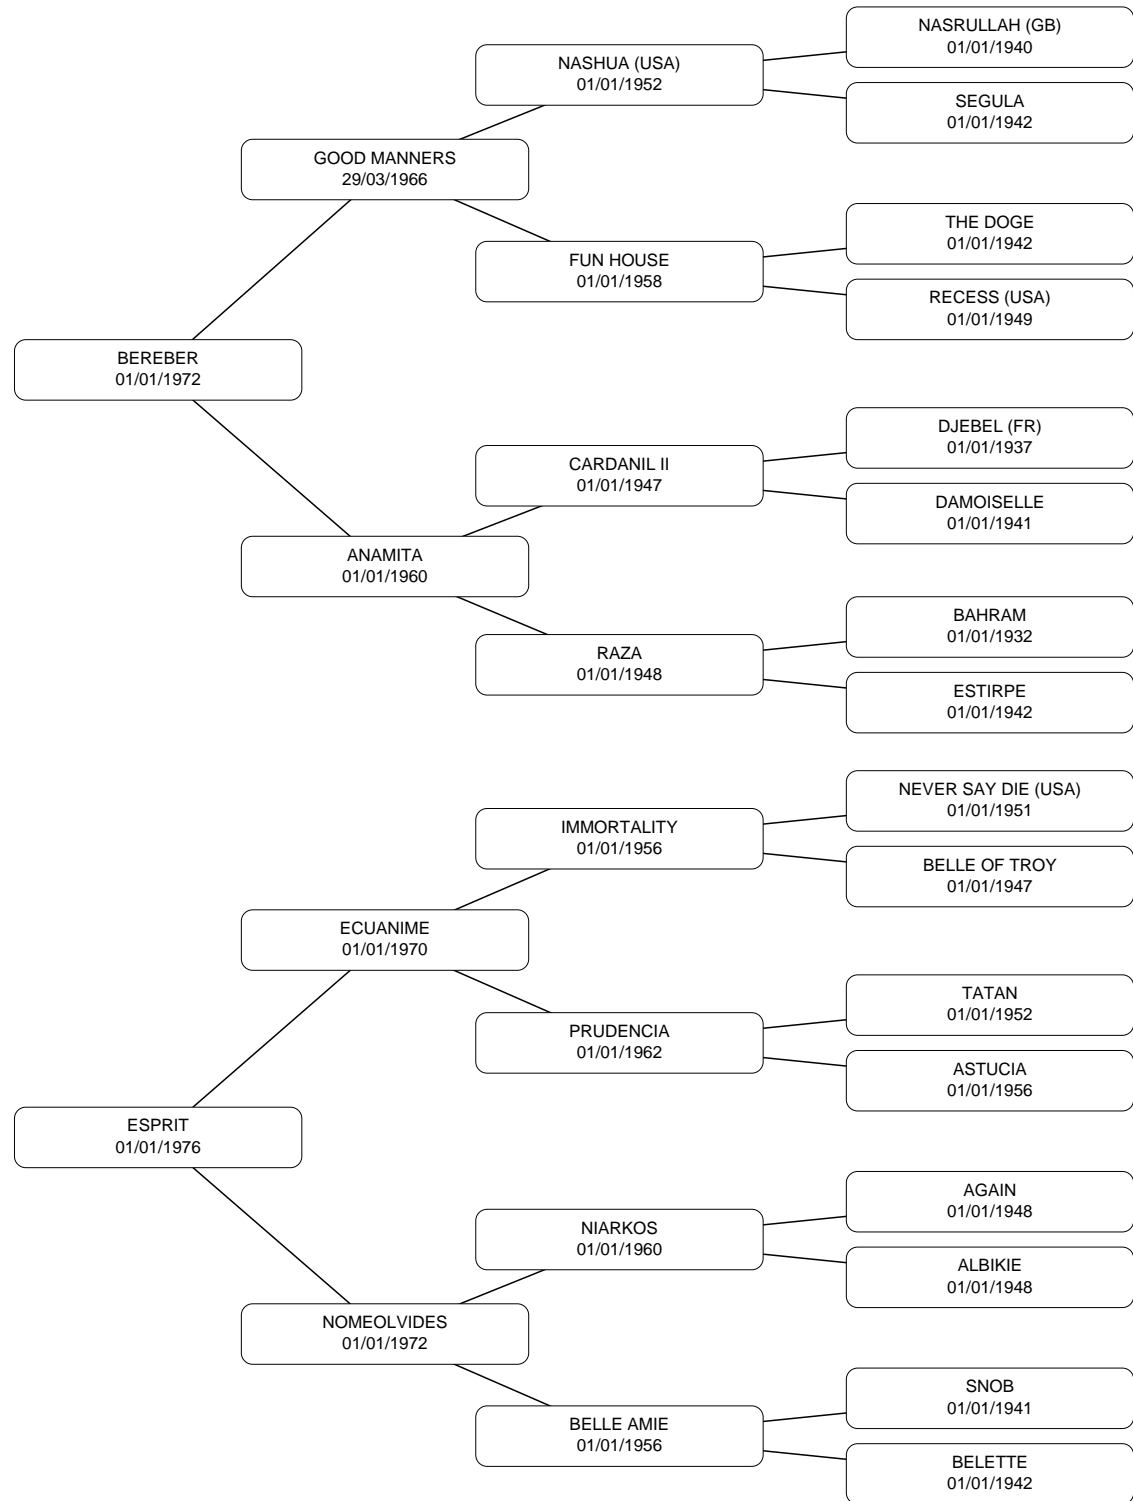 NASRULLAH (GB)
01/01/1940
NASHUA (USA)
01/01/1952
SEGULA
01/01/1942
GOOD MANNERS
29/03/1966
THE DOGE
01/01/1942
FUN HOUSE
01/01/1958
RECESS (USA)
01/01/1949
BEREBER
01/01/1972
DJEBEL (FR)
01/01/1937
CARDANIL II
01/01/1947
DAMOISELLE
01/01/1941
ANAMITA
01/01/1960
BAHRAM
01/01/1932
RAZA
01/01/1948
ESTIRPE
01/01/1942
NEVER SAY DIE (USA)
01/01/1951
IMMORTALITY
01/01/1956
BELLE OF TROY
01/01/1947
ECUANIME
01/01/1970
TATAN
01/01/1952
PRUDENCIA
01/01/1962
ASTUCIA
01/01/1956
ESPRIT
01/01/1976
AGAIN
01/01/1948
NIARKOS
01/01/1960
ALBIKIE
01/01/1948
NOMEOLVIDES
01/01/1972
SNOB
01/01/1941
BELLE AMIE
01/01/1956
BELETTE
01/01/1942